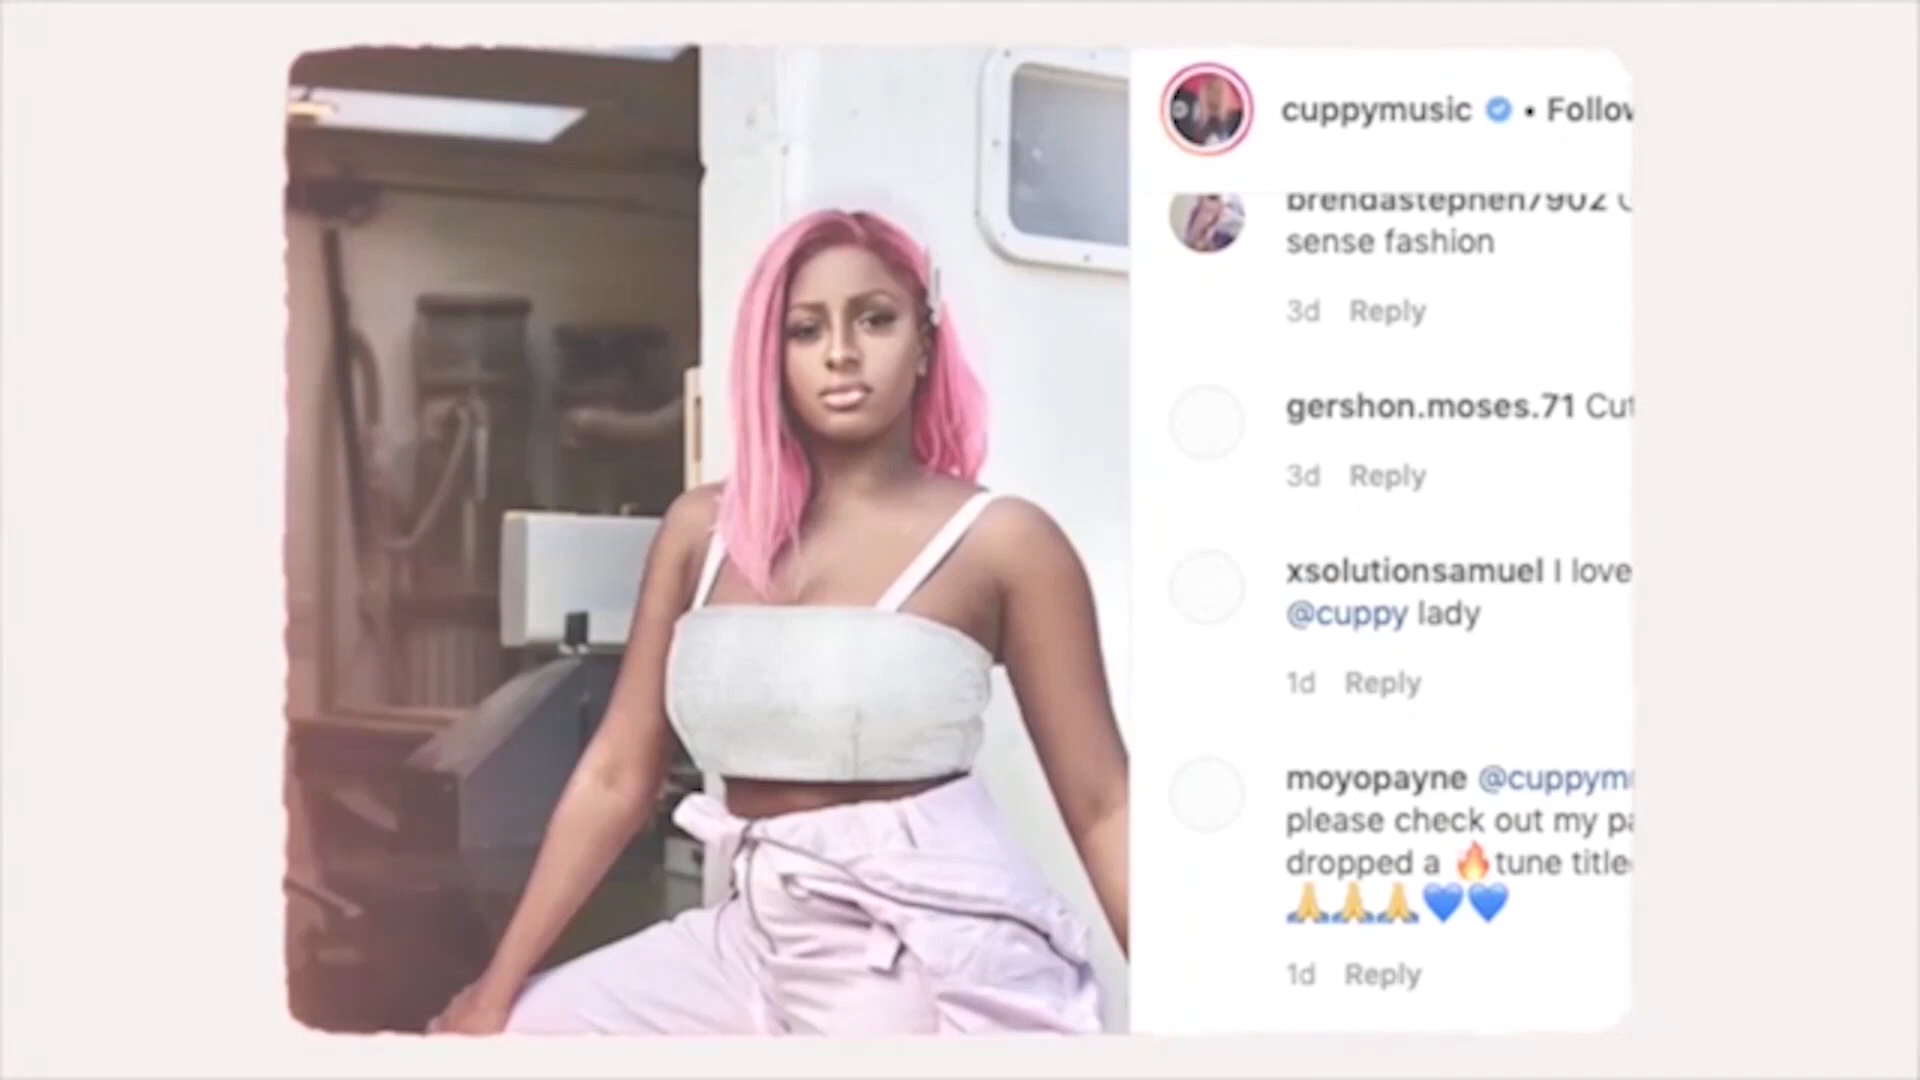 cuppymusic • Follow
brendastephen7902
sense fashion
3d Reply
gershon.moses.71
3d Reply
xsolutionsamuel I love
@cuppy lady
1d Reply
moyopayne
please check out my
dropped a 🔥tune
🙏🙏🙏💙💙
1d Reply